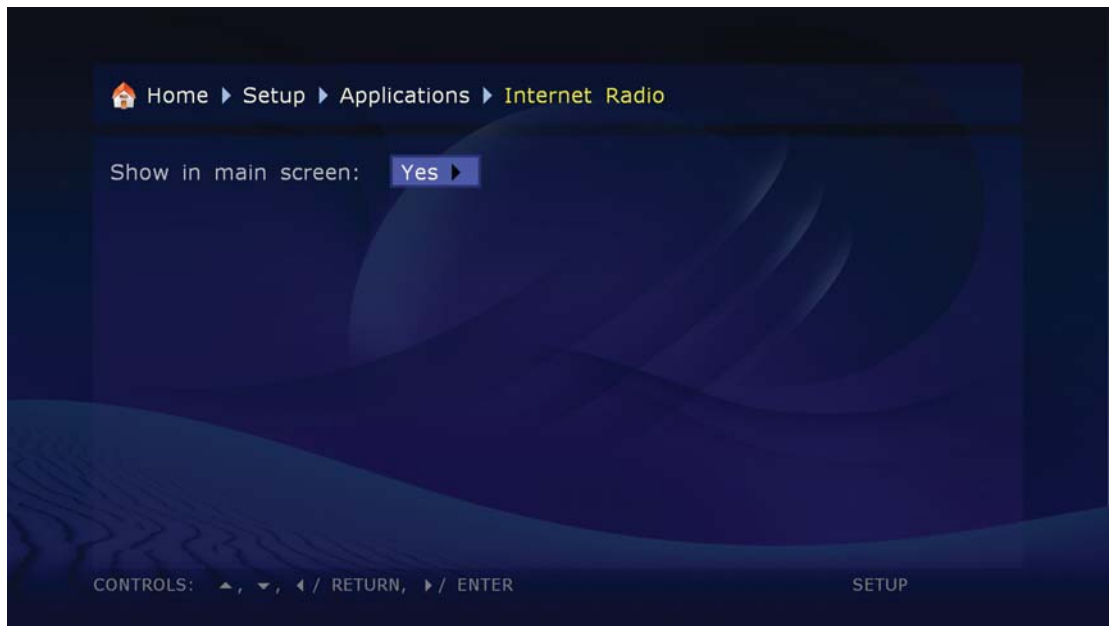 Home ▶ Setup ▶ Applications ▶ Internet Radio
Show in main screen: Yes ▶
CONTROLS: ▲, ▼, ◀ / RETURN, ▶ / ENTER SETUP